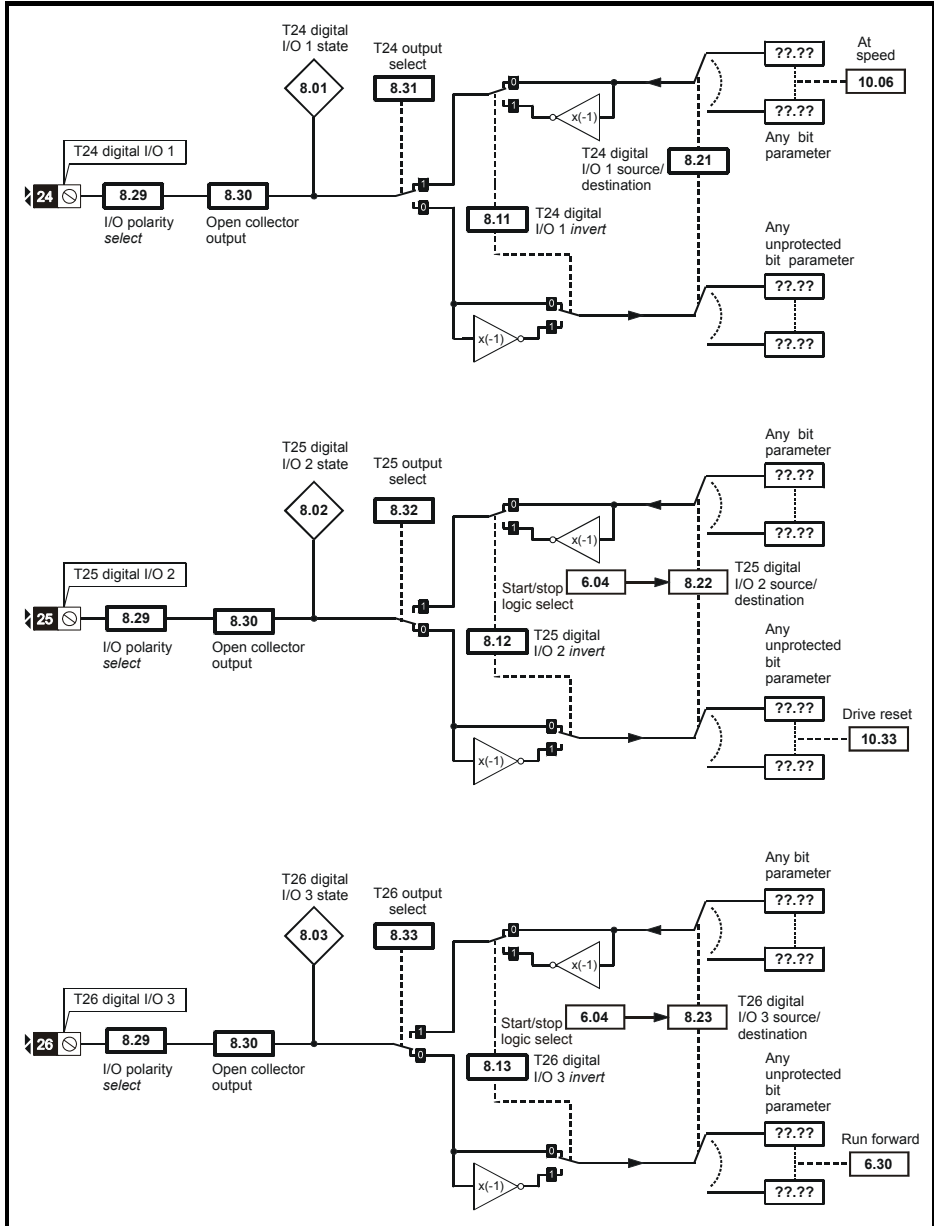 T24 digital
I/O 1 state
8.01
T24 output
select
8.31
0
1
x(-1)
??.??
??.??
At
speed
10.06
Any bit
parameter
T24 digital I/O 1
24
8.29
I/O polarity
select
8.30
Open collector
output
1
0
T24 digital
I/O 1 source/
destination
8.21
8.11
T24 digital
I/O 1 invert
Any
unprotected
bit parameter
??.??
??.??
0
1
x(-1)
T25 digital
I/O 2 state
8.02
T25 output
select
8.32
0
1
x(-1)
Any bit
parameter
??.??
??.??
T25 digital I/O 2
25
8.29
I/O polarity
select
8.30
Open collector
output
1
0
Start/stop
logic select
6.04
8.22
T25 digital
I/O 2 source/
destination
8.12
T25 digital
I/O 2 invert
Any
unprotected
bit
parameter
??.??
??.??
Drive reset
10.33
0
1
x(-1)
T26 digital
I/O 3 state
8.03
T26 output
select
8.33
0
1
x(-1)
Any bit
parameter
??.??
??.??
T26 digital I/O 3
26
8.29
I/O polarity
select
8.30
Open collector
output
1
0
Start/stop
logic select
6.04
8.23
T26 digital
I/O 3 source/
destination
8.13
T26 digital
I/O 3 invert
Any
unprotected
bit
parameter
??.??
??.??
Run forward
6.30
0
1
x(-1)